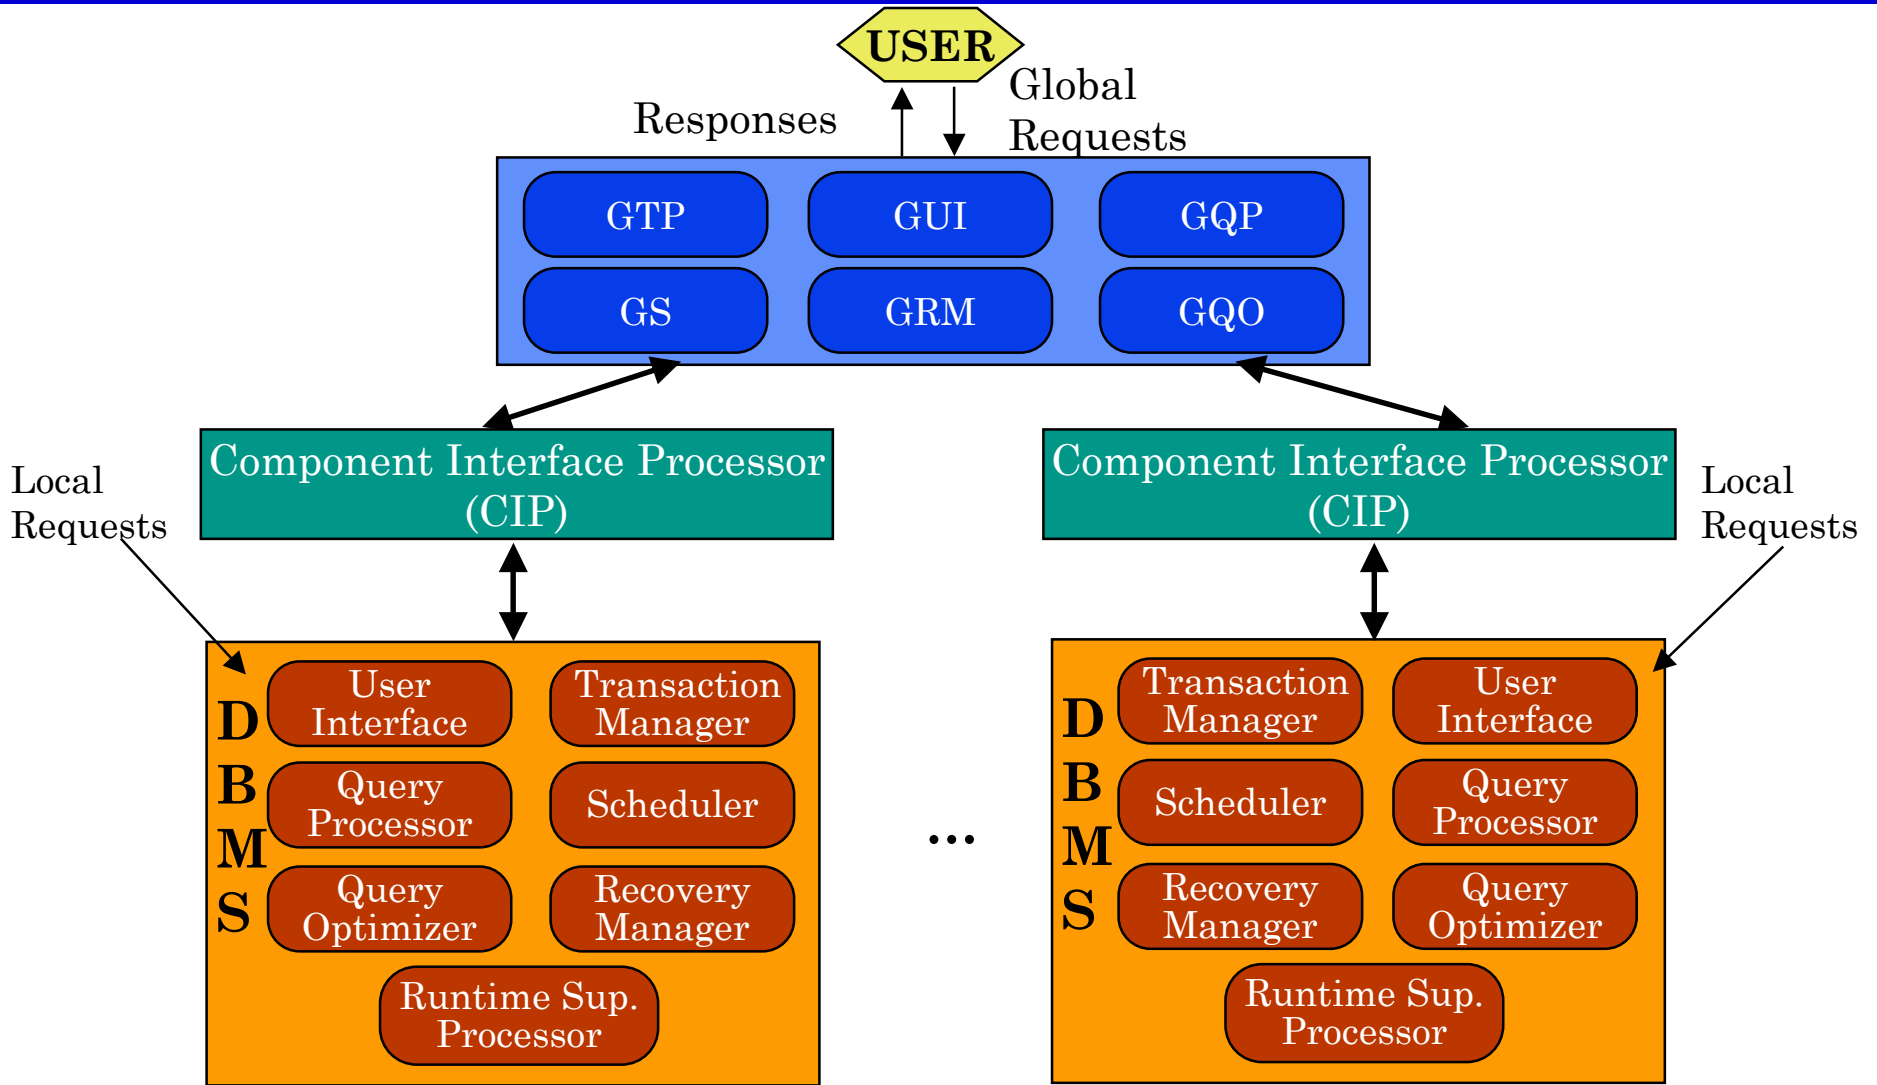 USER
Responses
Global
Requests
GTP
GUI
GQP
GS
GRM
GQO
Component Interface Processor
(CIP)
Component Interface Processor
(CIP)
Local
Requests
Local
Requests
D
B
M
S
User
Interface
Transaction
Manager
Query
Processor
Scheduler
Query
Optimizer
Recovery
Manager
Runtime Sup.
Processor
...
D
B
M
S
Transaction
Manager
User
Interface
Scheduler
Query
Processor
Recovery
Manager
Query
Optimizer
Runtime Sup.
Processor